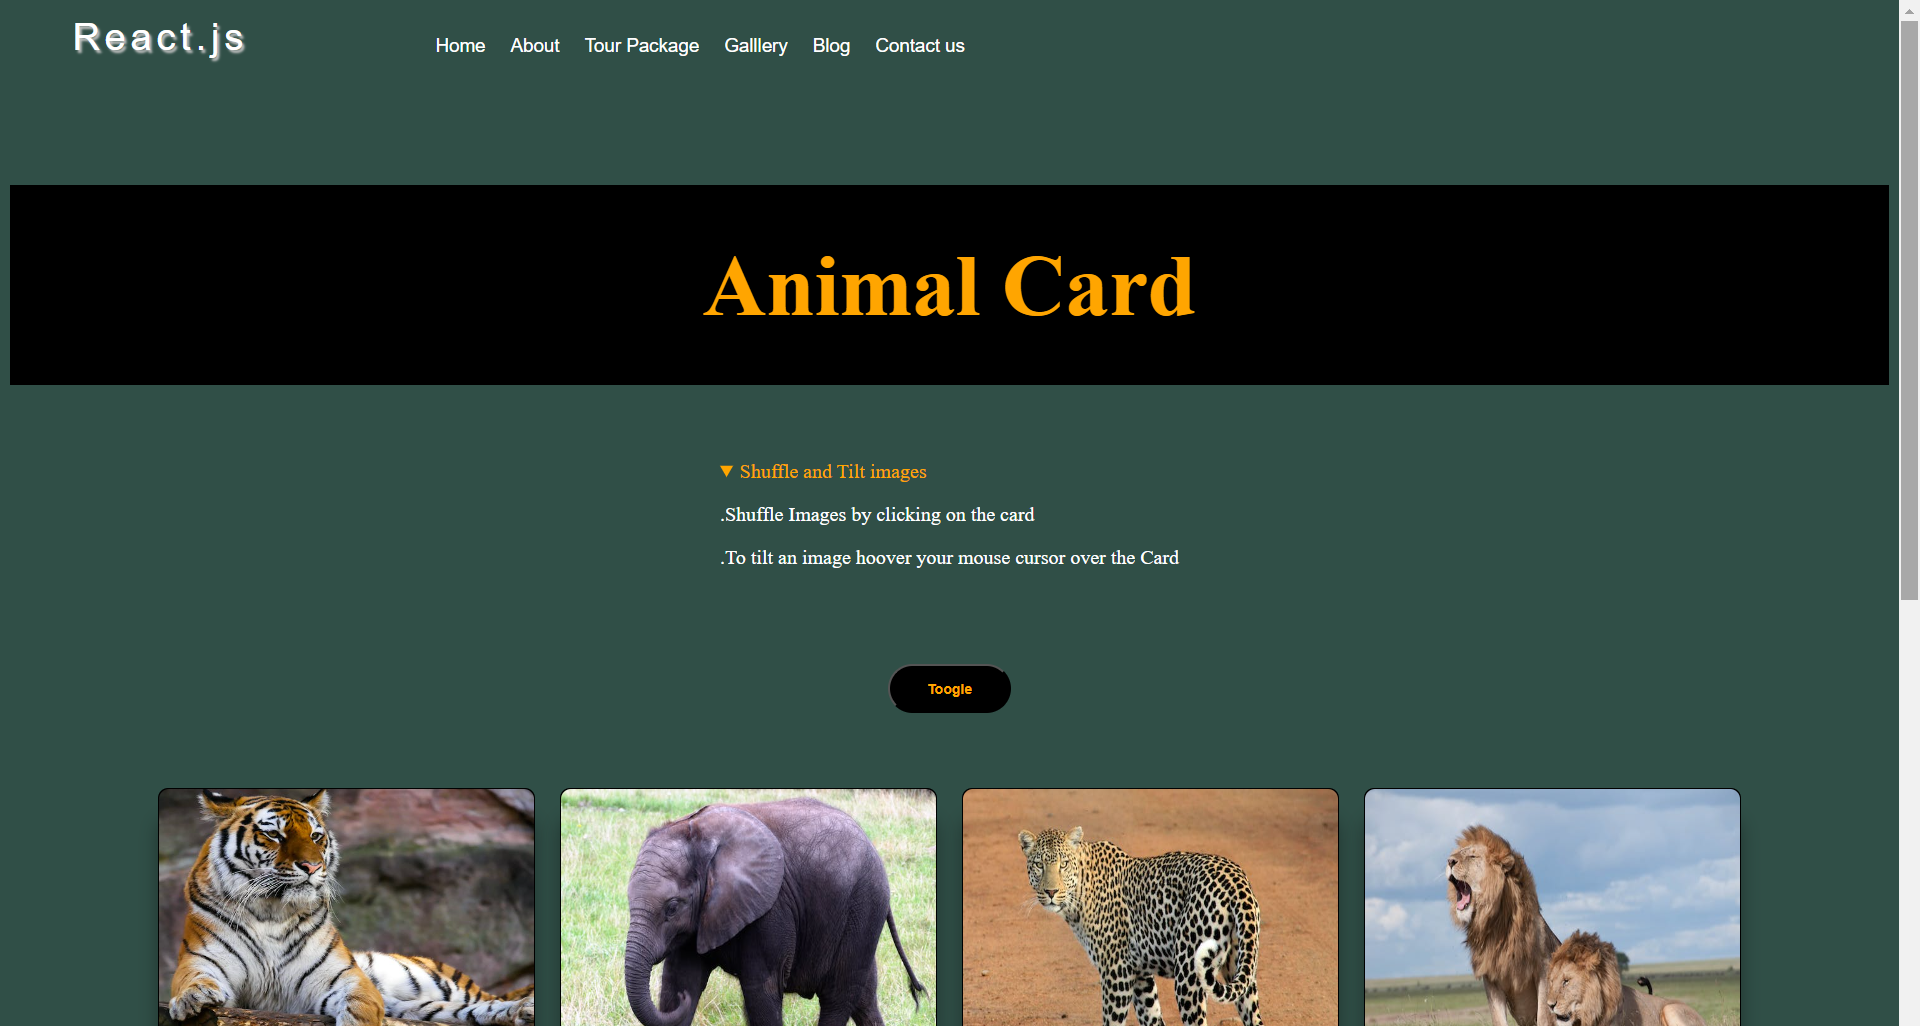 React.js
Home About Tour Package Galllery Blog Contact us
Animal Card
▼ Shuffle and Tilt images
.Shuffle Images by clicking on the card
.To tilt an image hoover your mouse cursor over the Card
Toogle